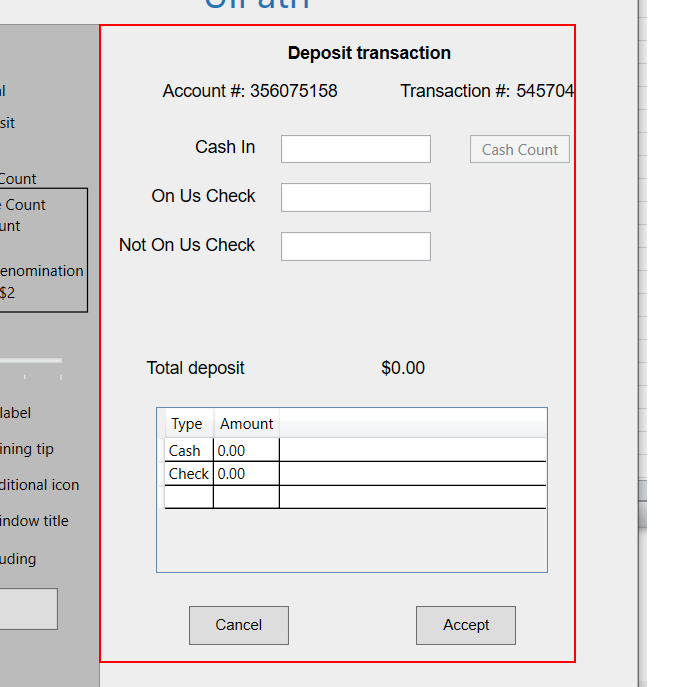 UiPath
Deposit transaction
Account #: 356075158 Transaction #: 545704
Cash In
Cash Count
On Us Check
Not On Us Check
Total deposit $0.00
Type Amount
Cash 0.00
Check 0.00
Cancel Accept
sit
Count
Count
unt
enomination
$2
label
ining tip
ditional icon
indow title
uding